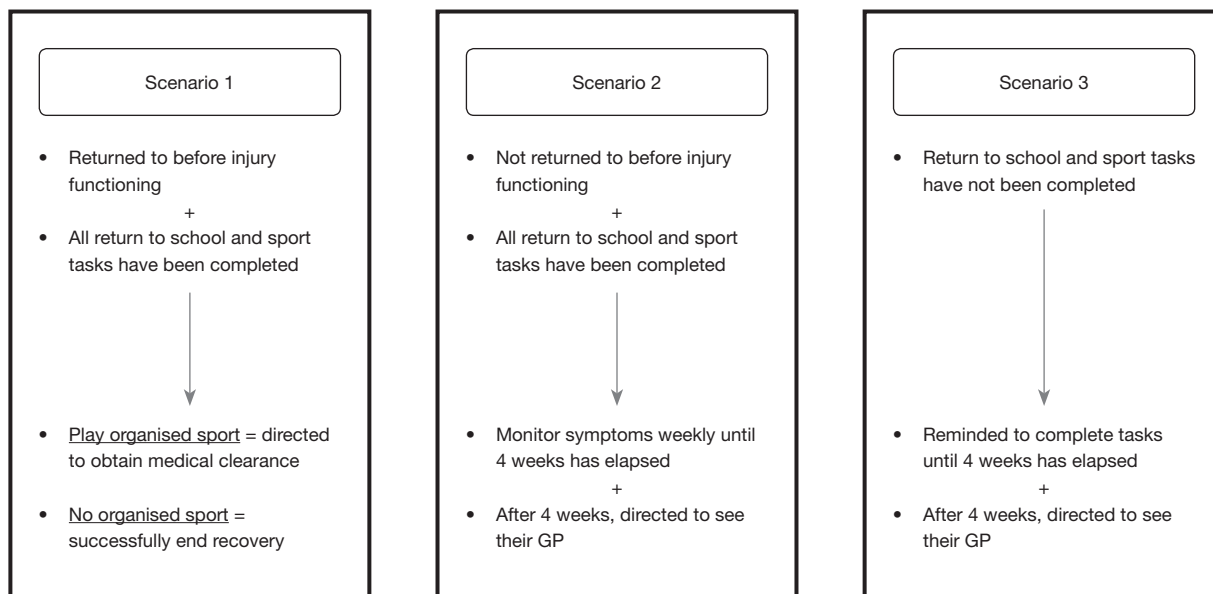 Scenario 1
• Returned to before injury
functioning
+
• All return to school and sport
tasks have been completed
• Play organised sport = directed
to obtain medical clearance
• No organised sport =
successfully end recovery
Scenario 2
• Not returned to before injury
functioning
+
• All return to school and sport
tasks have been completed
• Monitor symptoms weekly until
4 weeks has elapsed
+
• After 4 weeks, directed to see
their GP
Scenario 3
• Return to school and sport tasks
have not been completed
• Reminded to complete tasks
until 4 weeks has elapsed
+
• After 4 weeks, directed to see
their GP